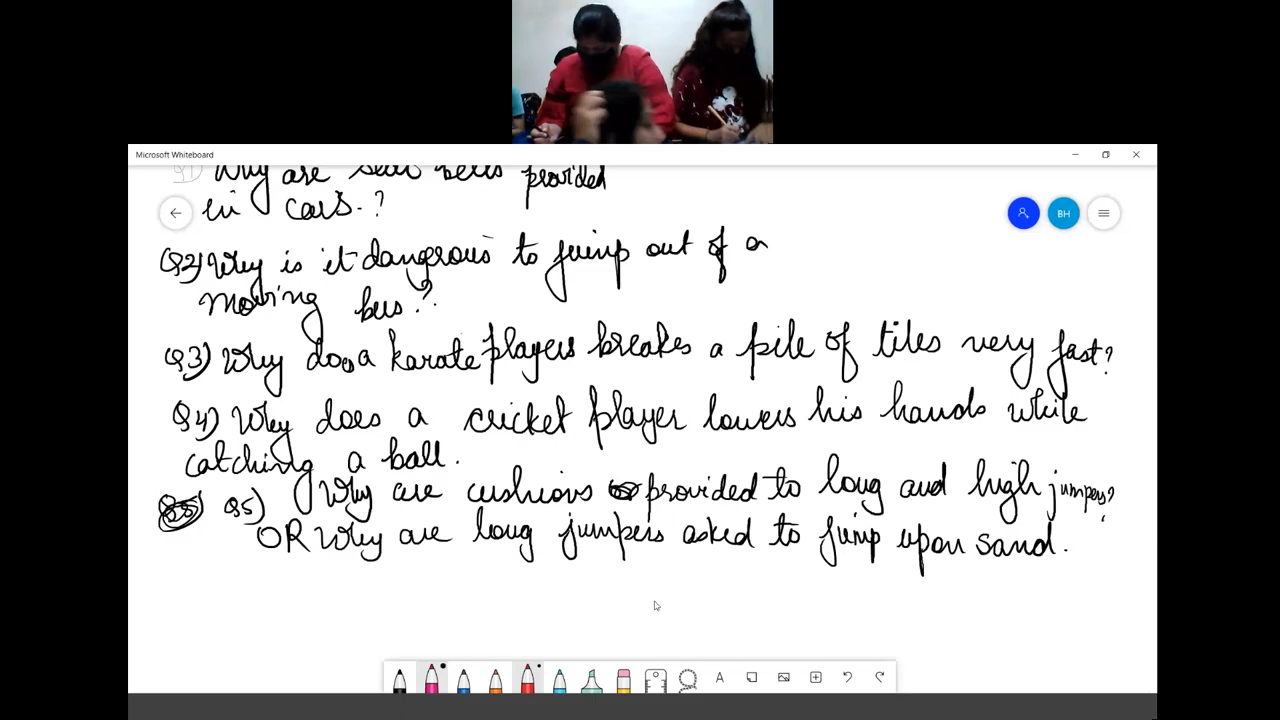 Microsoft Whiteboard
Q1) Why are seat belts provided
in cars.?
BH
Q2) Why is it dangrous to jump out of a
moving bus.?
Q3) Why does a karate players breakes a pile of tiles very fast?
Q4) Why does a cricket player lowers his hands while
catching a ball.
Q5) Why are cushions provided to long and high jumpers?
OR Why are long jumpers asked to jump upon sand.